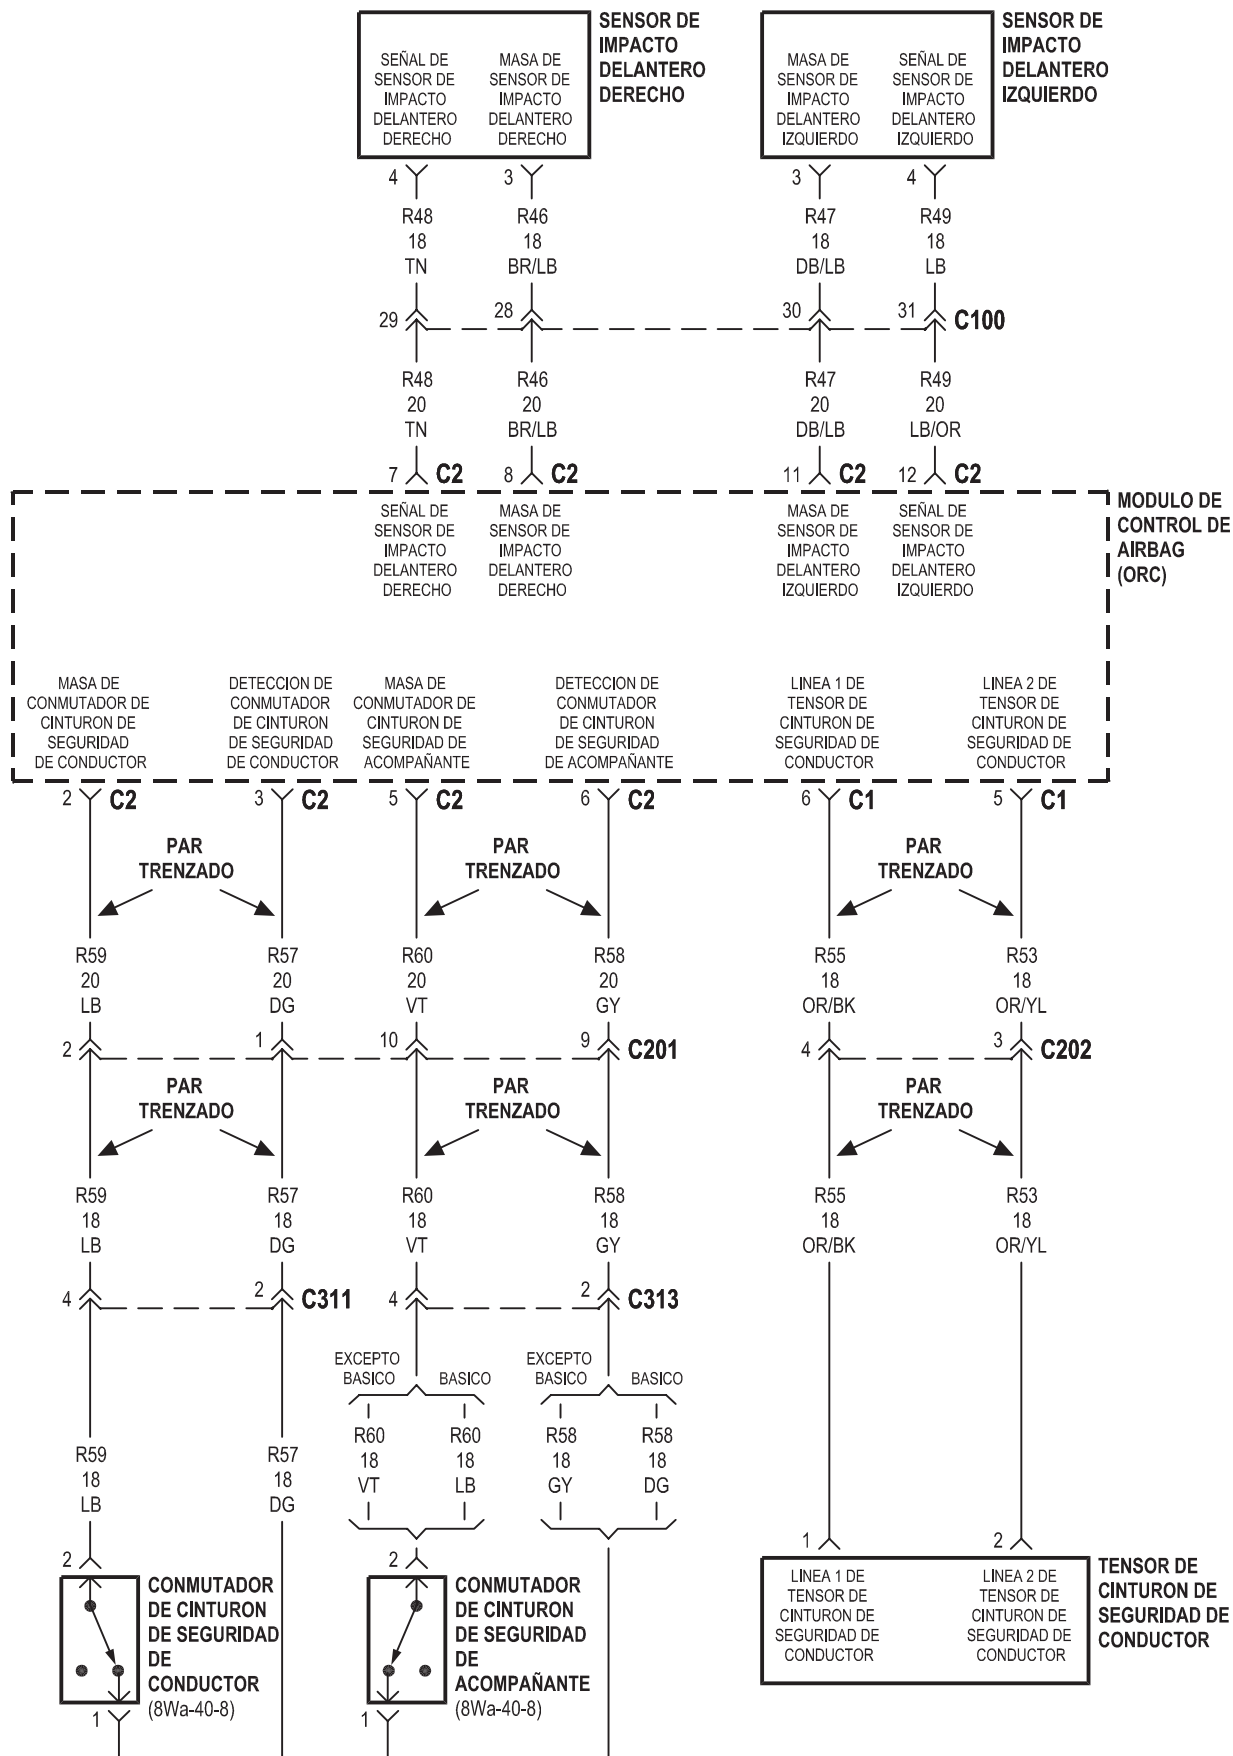 SENSOR DE
IMPACTO
DELANTERO
DERECHO
SENSOR DE
IMPACTO
DELANTERO
IZQUIERDO
SEÑAL DE
SENSOR DE
IMPACTO
DELANTERO
DERECHO
MASA DE
SENSOR DE
IMPACTO
DELANTERO
DERECHO
MASA DE
SENSOR DE
IMPACTO
DELANTERO
IZQUIERDO
SEÑAL DE
SENSOR DE
IMPACTO
DELANTERO
IZQUIERDO
4 3 3 4
R48 R46 R47 R49
18 18 18 18
TN BR/LB DB/LB LB
29 28 30 31 C100
R48 R46 R47 R49
20 20 20 20
TN BR/LB DB/LB LB/OR
7 C2 8 C2 11 C2 12 C2
MODULO DE
CONTROL DE
AIRBAG
(ORC)
SEÑAL DE
SENSOR DE
IMPACTO
DELANTERO
DERECHO
MASA DE
SENSOR DE
IMPACTO
DELANTERO
DERECHO
MASA DE
SENSOR DE
IMPACTO
DELANTERO
IZQUIERDO
SEÑAL DE
SENSOR DE
IMPACTO
DELANTERO
IZQUIERDO
MASA DE
CONMUTADOR DE
CINTURON DE
SEGURIDAD
DE CONDUCTOR
DETECCION DE
CONMUTADOR
DE CINTURON
DE SEGURIDAD
DE CONDUCTOR
MASA DE
CONMUTADOR DE
CINTURON DE
SEGURIDAD DE
ACOMPAÑANTE
DETECCION DE
CONMUTADOR
DE CINTURON
DE SEGURIDAD
DE ACOMPAÑANTE
LINEA 1 DE
TENSOR DE
CINTURON DE
SEGURIDAD DE
CONDUCTOR
LINEA 2 DE
TENSOR DE
CINTURON DE
SEGURIDAD DE
CONDUCTOR
2 C2 3 C2 5 C2 6 C2 6 C1 5 C1
PAR PAR PAR
TRENZADO TRENZADO TRENZADO
R59 R57 R60 R58 R55 R53
20 20 20 20 18 18
LB DG VT GY OR/BK OR/YL
2 1 10 9 C201 4 3 C202
PAR PAR PAR
TRENZADO TRENZADO TRENZADO
R59 R57 R60 R58 R55 R53
18 18 18 18 18 18
LB DG VT GY OR/BK OR/YL
4 2 C311 4 2 C313
EXCEPTO
BASICO
BASICO
EXCEPTO
BASICO
BASICO
R60 R60 R58 R58
18 18 18 18
VT LB GY DG
R59 R57
18 18
LB DG
2 2 1 2
CONMUTADOR
DE CINTURON
DE SEGURIDAD
DE
CONDUCTOR
(8Wa-40-8)
CONMUTADOR
DE CINTURON
DE SEGURIDAD
DE
ACOMPAÑANTE
(8Wa-40-8)
LINEA 1 DE
TENSOR DE
CINTURON DE
SEGURIDAD DE
CONDUCTOR
LINEA 2 DE
TENSOR DE
CINTURON DE
SEGURIDAD DE
CONDUCTOR
TENSOR DE
CINTURON DE
SEGURIDAD DE
CONDUCTOR
1 1